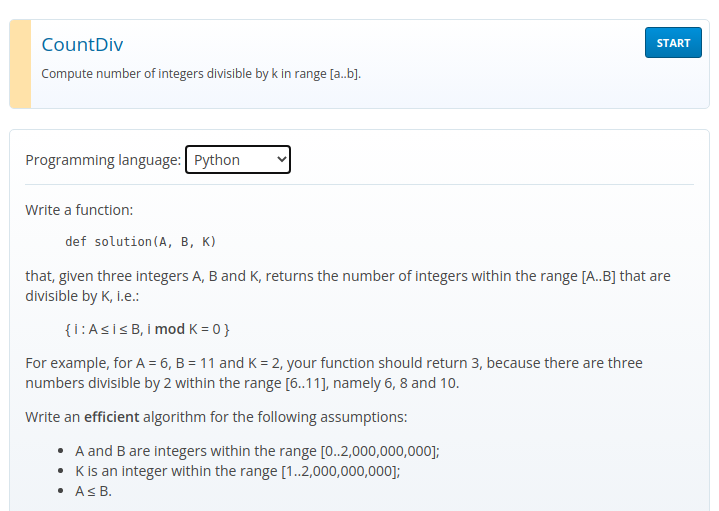 CountDiv
START
Compute number of integers divisible by k in range [a..b].
Programming language: Python
Write a function:
def solution(A, B, K)
that, given three integers A, B and K, returns the number of integers within the range [A..B] that are
divisible by K, i.e.:
{ i : A ≤ i ≤ B, i mod K = 0 }
For example, for A = 6, B = 11 and K = 2, your function should return 3, because there are three
numbers divisible by 2 within the range [6..11], namely 6, 8 and 10.
Write an efficient algorithm for the following assumptions:
• A and B are integers within the range [0..2,000,000,000];
• K is an integer within the range [1..2,000,000,000];
• A ≤ B.